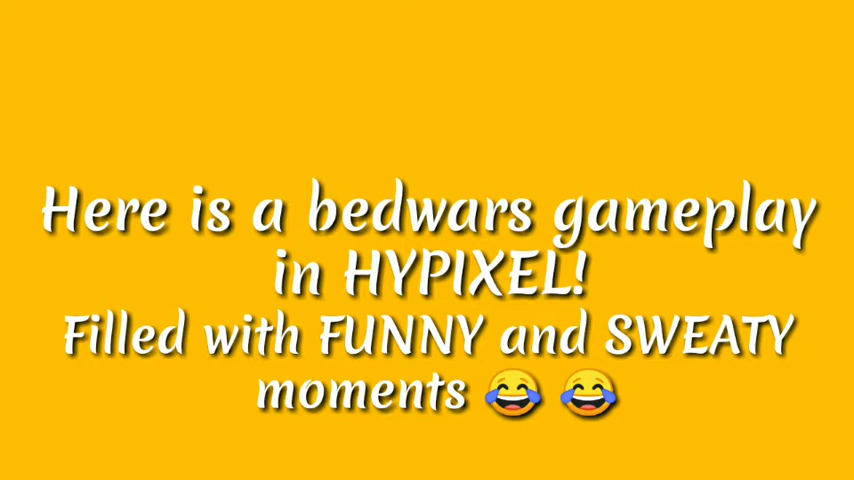 Here is a bedwars gameplay
in HYPIXEL!
Filled with FUNNY and SWEATY
moments 😂 😂